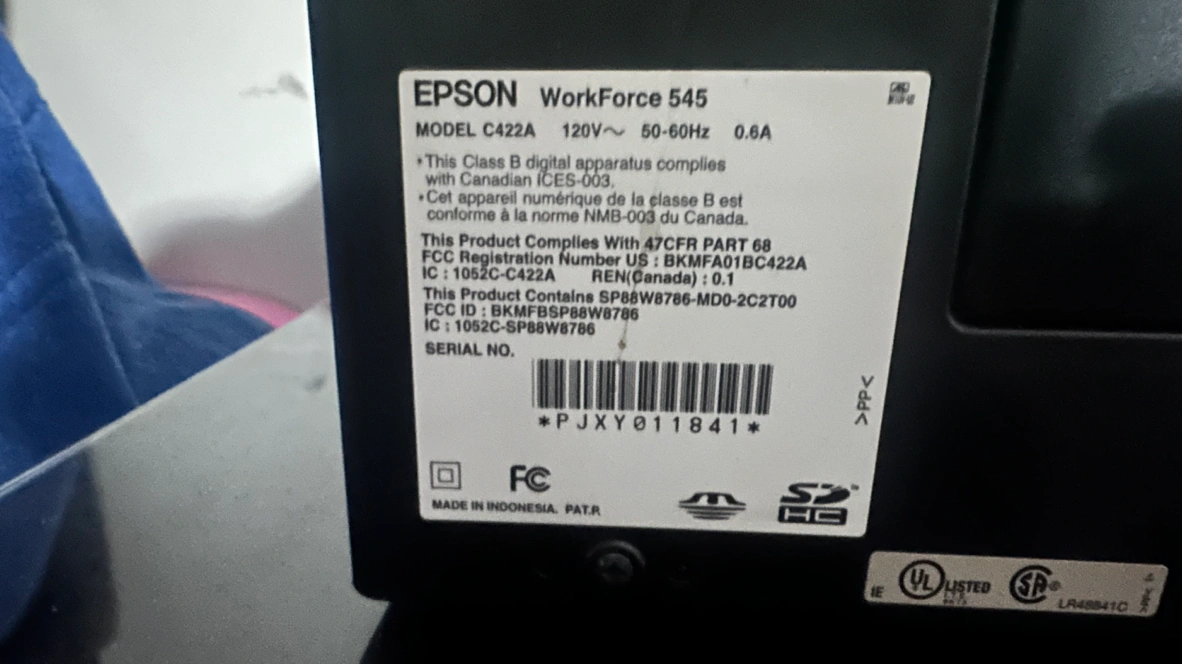 EPSON WorkForce 545
MODEL C422A 120V~ 50-60Hz 0.6A
•This Class B digital apparatus complies
with Canadian ICES-003.
•Cet appareil numérique de la classe B est
conforme à la norme NMB-003 du Canada.
This Product Complies With 47CFR PART 68
FCC Registration Number US : BKMFA01BC422A
IC : 1052C-C422A REN(Canada) : 0.1
This Product Contains SP88W8786-MD0-2C2T00
FCC ID : BKMFBSP88W8786
IC : 1052C-SP88W8786
SERIAL NO.
*PJXY011841*
>PP<
FC
MADE IN INDONESIA. PAT.R
SD
HC
IE
UL LISTED
SA
LR48841C